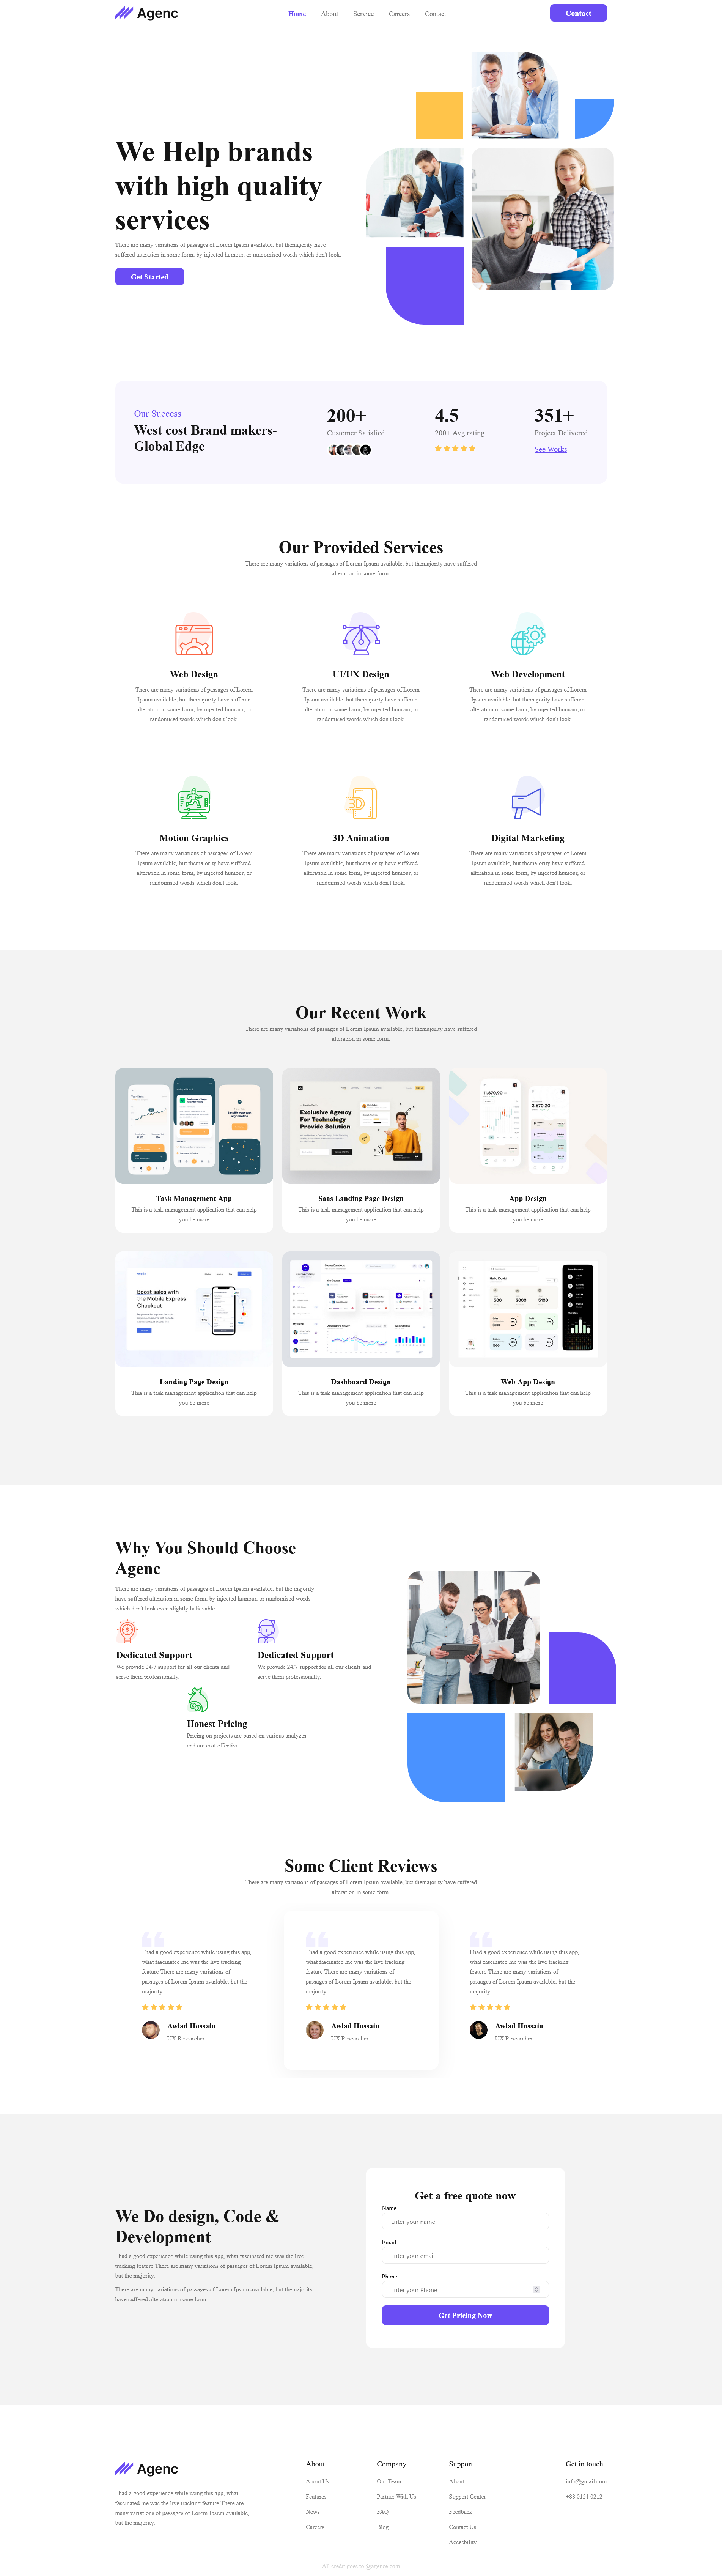 Agenc
Home About Service Careers Contact
Contact
We Help brands
with high quality
services
There are many variations of passages of Lorem Ipsum available, but themajority have
suffered alteration in some form, by injected humour, or randomised words which don't look.
Get Started
Our Success
West cost Brand makers-
Global Edge
200+
Customer Satisfied
4.5
200+ Avg rating
351+
Project Delivered
See Works
Our Provided Services
There are many variations of passages of Lorem Ipsum available, but themajority have suffered
alteration in some form.
Web Design
There are many variations of passages of Lorem
Ipsum available, but themajority have suffered
alteration in some form, by injected humour, or
randomised words which don't look.
UI/UX Design
There are many variations of passages of Lorem
Ipsum available, but themajority have suffered
alteration in some form, by injected humour, or
randomised words which don't look.
Web Development
There are many variations of passages of Lorem
Ipsum available, but themajority have suffered
alteration in some form, by injected humour, or
randomised words which don't look.
Motion Graphics
There are many variations of passages of Lorem
Ipsum available, but themajority have suffered
alteration in some form, by injected humour, or
randomised words which don't look.
3D Animation
There are many variations of passages of Lorem
Ipsum available, but themajority have suffered
alteration in some form, by injected humour, or
randomised words which don't look.
Digital Marketing
There are many variations of passages of Lorem
Ipsum available, but themajority have suffered
alteration in some form, by injected humour, or
randomised words which don't look.
Our Recent Work
There are many variations of passages of Lorem Ipsum available, but themajority have suffered
alteration in some form.
Exclusive Agency
For Technology
Provide Solution
11.670,90
5.670.20
Task Management App
This is a task management application that can help
you be more
Saas Landing Page Design
This is a task management application that can help
you be more
App Design
This is a task management application that can help
you be more
Boost sales with
the Mobile Express
Checkout
Hello David
500 2000 $100
Landing Page Design
This is a task management application that can help
you be more
Dashboard Design
This is a task management application that can help
you be more
Web App Design
This is a task management application that can help
you be more
Why You Should Choose
Agenc
There are many variations of passages of Lorem Ipsum available, but the majority
have suffered alteration in some form, by injected humour, or randomised words
which don't look even slightly believable.
Dedicated Support
We provide 24/7 support for all our clients and
serve them professionally.
Dedicated Support
We provide 24/7 support for all our clients and
serve them professionally.
Honest Pricing
Pricing on projects are based on various analyzers
and are cost effective.
Some Client Reviews
There are many variations of passages of Lorem Ipsum available, but themajority have suffered
alteration in some form.
I had a good experience while using this app,
what fascinated me was the live tracking
feature There are many variations of
passages of Lorem Ipsum available, but the
majority.
Awlad Hossain
UX Researcher
I had a good experience while using this app,
what fascinated me was the live tracking
feature There are many variations of
passages of Lorem Ipsum available, but the
majority.
Awlad Hossain
UX Researcher
I had a good experience while using this app,
what fascinated me was the live tracking
feature There are many variations of
passages of Lorem Ipsum available, but the
majority.
Awlad Hossain
UX Researcher
We Do design, Code &
Development
I had a good experience while using this app, what fascinated me was the live
tracking feature There are many variations of passages of Lorem Ipsum available,
but the majority.
There are many variations of passages of Lorem Ipsum available, but themajority
have suffered alteration in some form.
Get a free quote now
Name
Enter your name
Email
Enter your email
Phone
Enter your Phone
Get Pricing Now
Agenc
I had a good experience while using this app, what
fascinated me was the live tracking feature There are
many variations of passages of Lorem Ipsum available,
but the majority.
About
About Us
Features
News
Careers
Company
Our Team
Partner With Us
FAQ
Blog
Support
About
Support Center
Feedback
Contact Us
Accesbility
Get in touch
info@gmail.com
+88 0121 0212
All credit goes to @agence.com